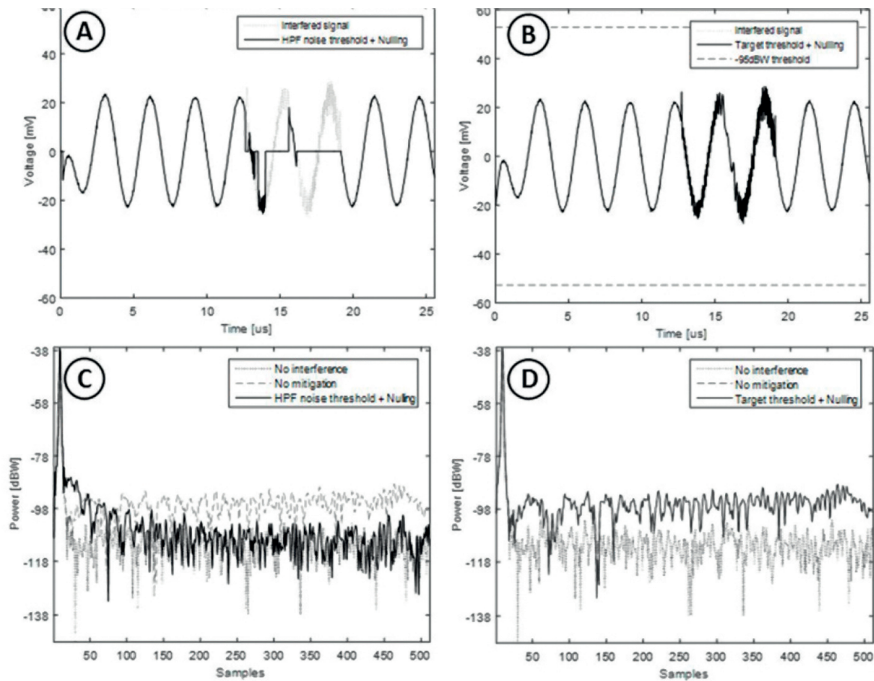 A
Interfered signal
HPF noise threshold + Nulling
60
40
20
0
-20
-40
-60
Voltage [mV]
0 5 10 15 20 25
Time [us]
B
Interfered signal
Target threshold + Nulling
-95dBW threshold
60
40
20
0
-20
-40
-60
Voltage [mV]
0 5 10 15 20 25
Time [us]
C
No interference
No mitigation
HPF noise threshold + Nulling
-38
-58
-78
-98
-118
-138
Power [dBW]
50 100 150 200 250 300 350 400 450 500
Samples
D
No interference
No mitigation
Target threshold + Nulling
-38
-58
-78
-98
-118
-138
Power [dBW]
50 100 150 200 250 300 350 400 450 500
Samples